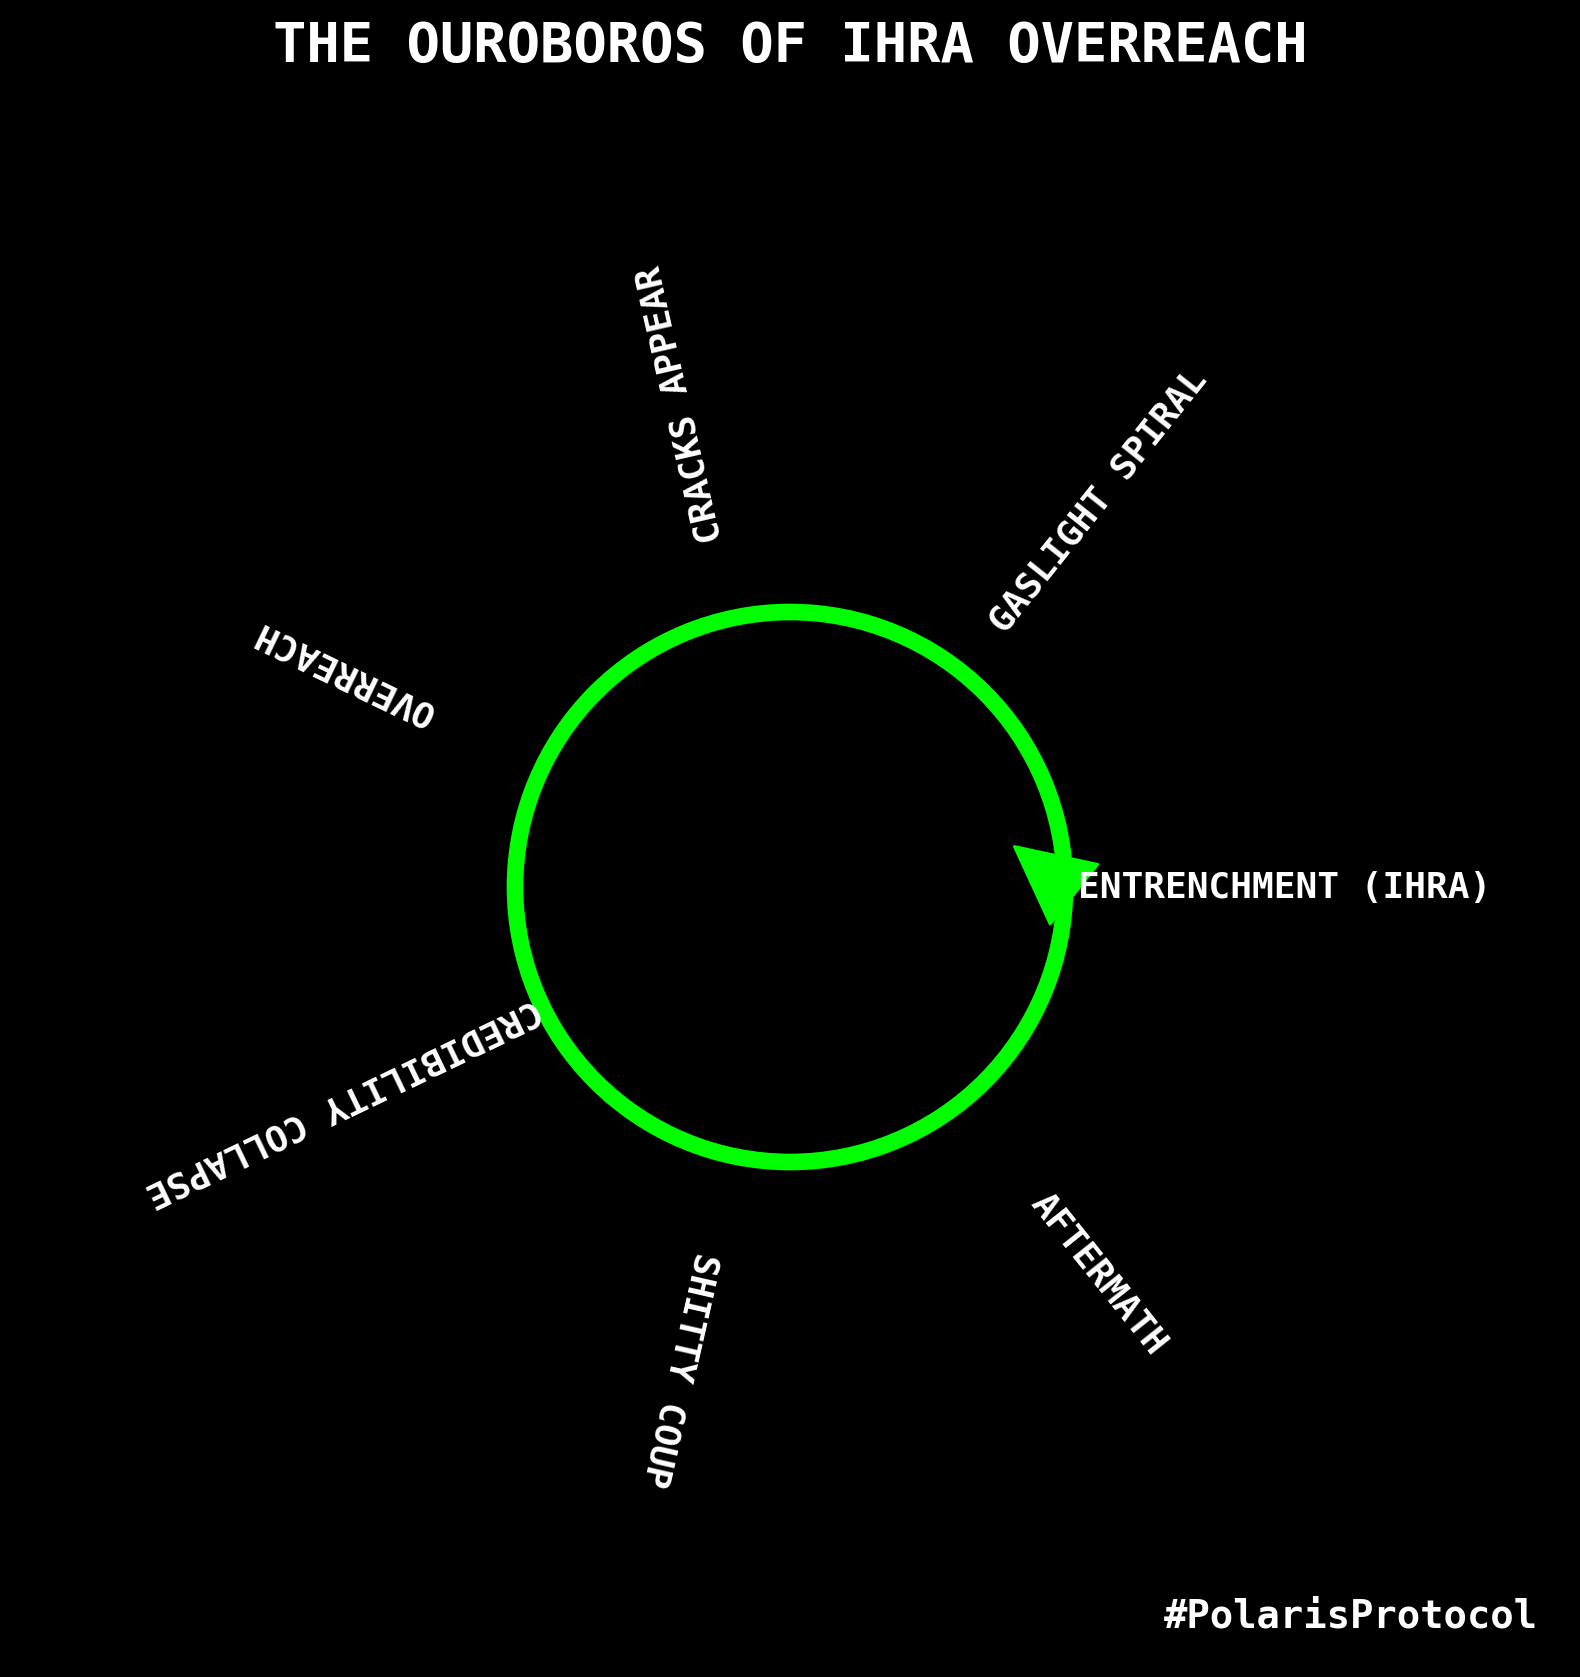 THE OUROBOROS OF IHRA OVERREACH
CRACKS APPEAR
GASLIGHT SPIRAL
OVERREACH
ENTRENCHMENT (IHRA)
CREDIBILITY COLLAPSE
AFTERMATH
SHITTY COUP
#PolarisProtocol